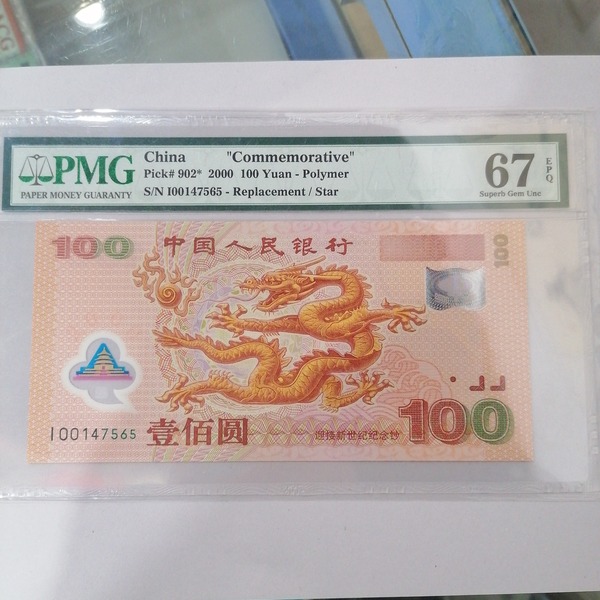 PMG
PAPER MONEY GUARANTY
China "Commemorative"
Pick# 902* 2000 100 Yuan - Polymer
S/N I00147565 - Replacement / Star
67
EPQ
Superb Gem Unc
100
中国人民银行
100
I00147565
壹佰圆
迎接新世纪纪念钞
100